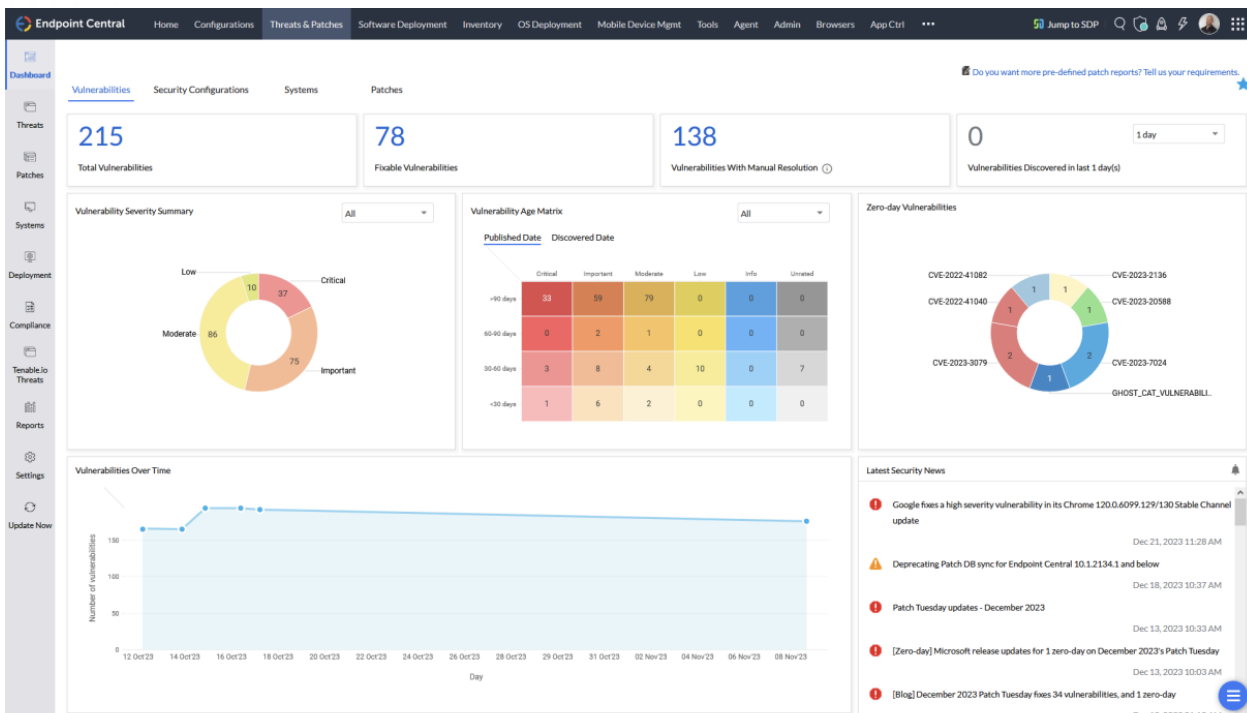 Endpoint Central
Home Configurations Threats & Patches Software Deployment Inventory OS Deployment Mobile Device Mgmt Tools Agent Admin Browsers App Ctrl ••• Jump to SDP
Dashboard
Threats
Patches
Systems
Deployment
Compliance
Tenable.io
Threats
Reports
Settings
Update Now
Do you want more pre-defined patch reports? Tell us your requirements.
Vulnerabilities Security Configurations Systems Patches
215
Total Vulnerabilities
78
Fixable Vulnerabilities
138
Vulnerabilities With Manual Resolution
0
1 day
Vulnerabilities Discovered in last 1 day(s)
Vulnerability Severity Summary
All
Low
10
37
Critical
Moderate
86
75
Important
Vulnerability Age Matrix
All
Published Date Discovered Date
Critical Important Moderate Low Info Unrated
>90 days 33 59 79 0 0 0
60-90 days 0 2 1 0 0 0
30-60 days 3 8 4 10 0 7
<30 days 1 6 2 0 0 0
Zero-day Vulnerabilities
CVE-2022-41082 1 1 CVE-2023-2136
CVE-2022-41040 1 1 CVE-2023-20588
CVE-2023-3079 2 2 CVE-2023-7024
1
GHOST_CAT_VULNERABILI..
Vulnerabilities Over Time
Number of vulnerabilities
150
100
50
0
12 Oct'23 14 Oct'23 16 Oct'23 18 Oct'23 20 Oct'23 22 Oct'23 24 Oct'23 26 Oct'23 28 Oct'23 29 Oct'23 31 Oct'23 02 Nov'23 04 Nov'23 06 Nov'23 08 Nov'23
Day
Latest Security News
Google fixes a high severity vulnerability in its Chrome 120.0.6099.129/130 Stable Channel
update
Dec 21, 2023 11:28 AM
Deprecating Patch DB sync for Endpoint Central 10.1.2134.1 and below
Dec 18, 2023 10:37 AM
Patch Tuesday updates - December 2023
Dec 13, 2023 10:33 AM
[Zero-day] Microsoft release updates for 1 zero-day on December 2023's Patch Tuesday
Dec 13, 2023 10:03 AM
[Blog] December 2023 Patch Tuesday fixes 34 vulnerabilities, and 1 zero-day